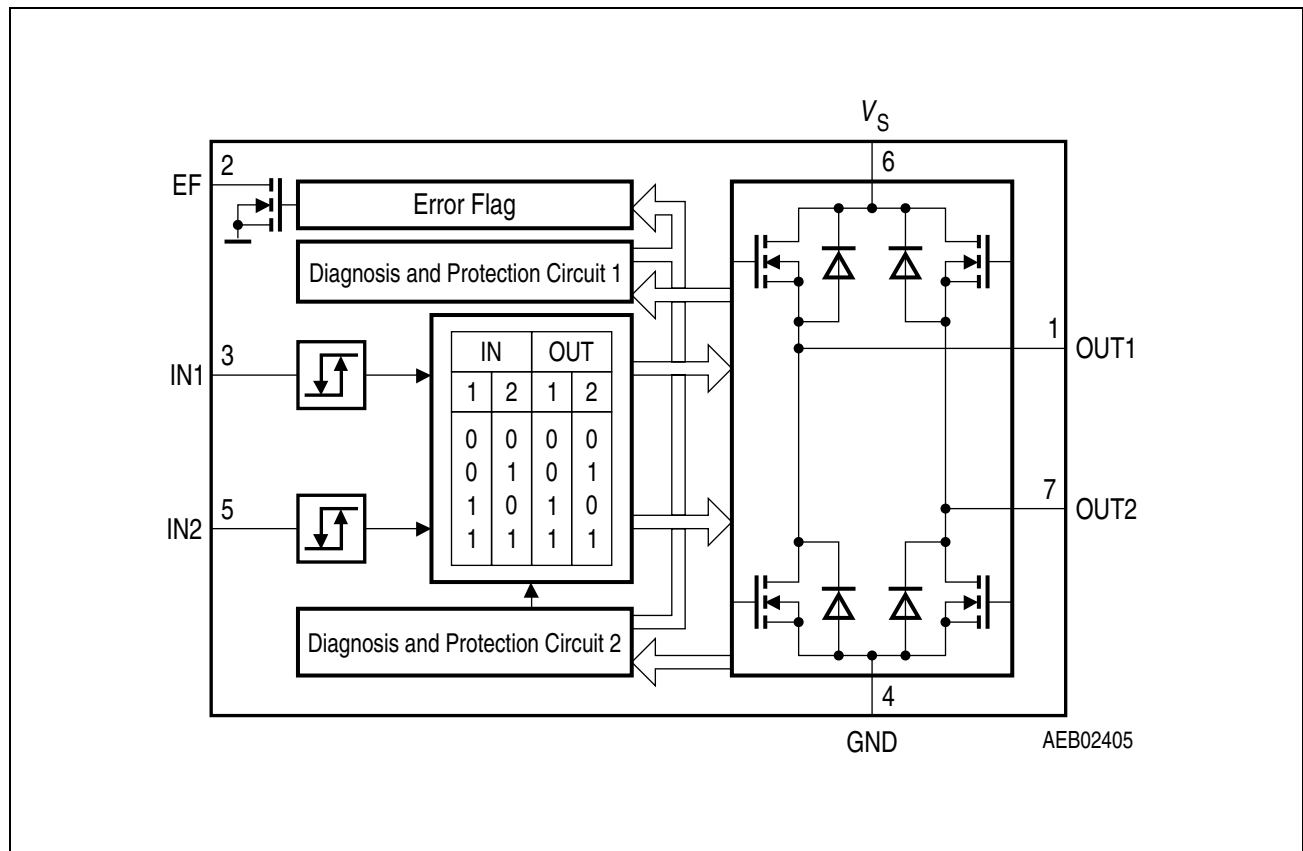 VS
6
2
EF
Error Flag
Diagnosis and Protection Circuit 1
1
OUT1
3
IN1
IN OUT
1 2 1 2
0 0 0 0
0 1 0 1
1 0 1 0
1 1 1 1
5
IN2
7
OUT2
Diagnosis and Protection Circuit 2
4
GND
AEB02405